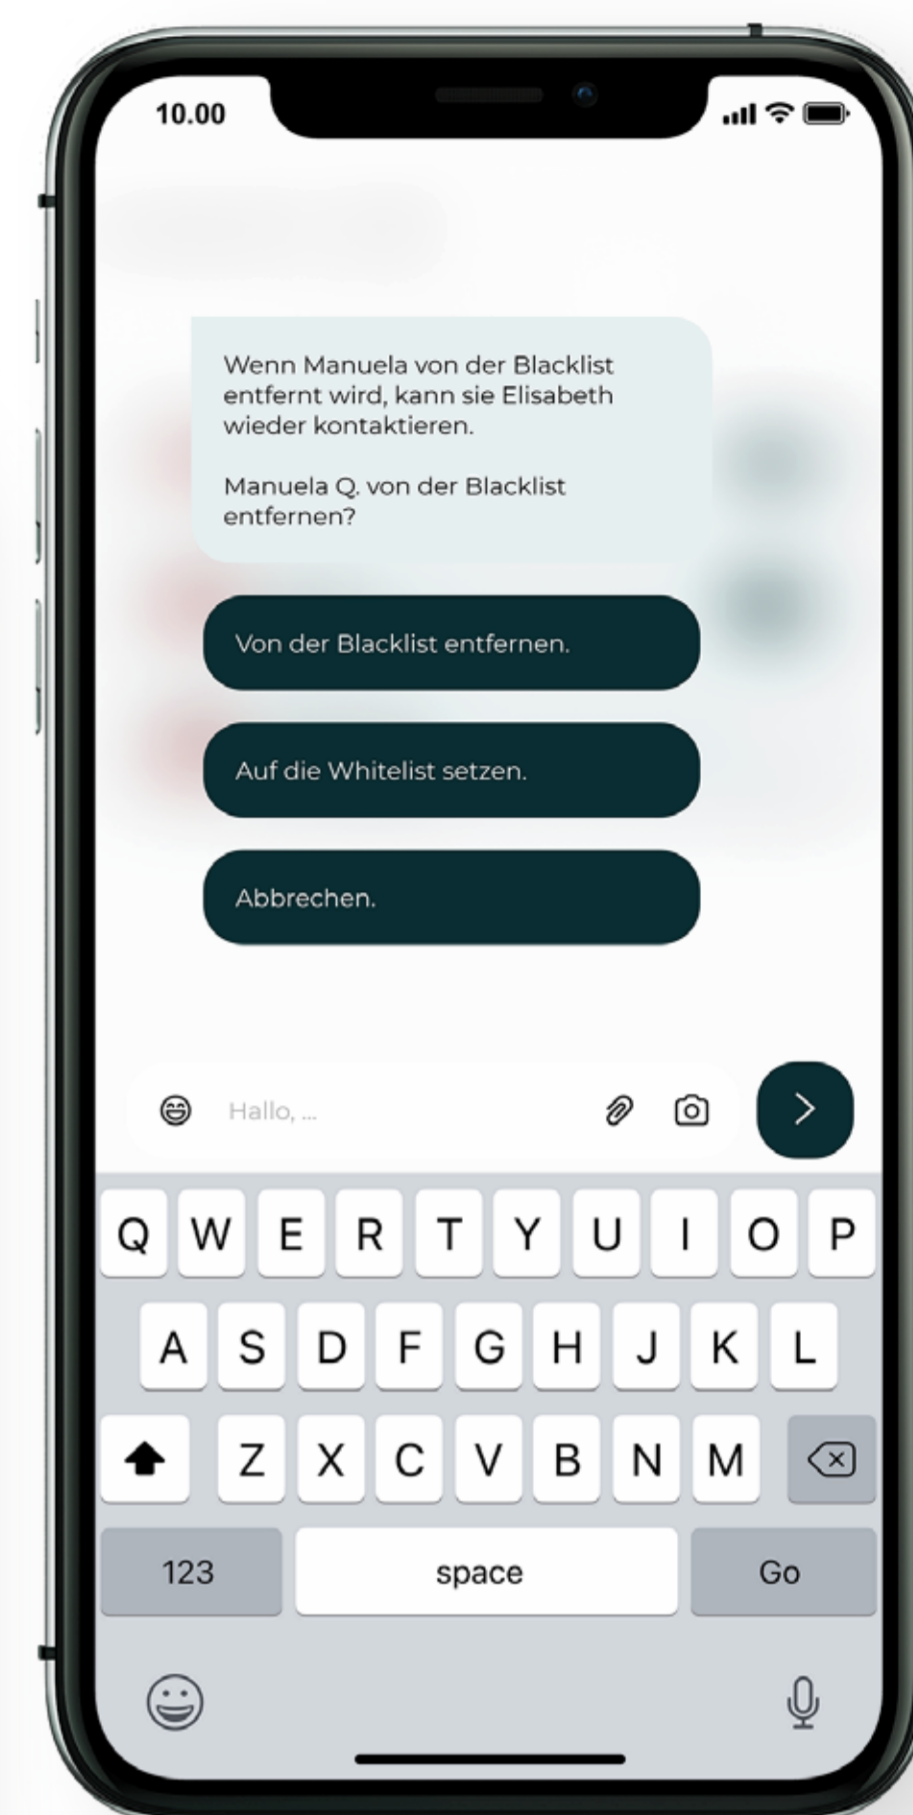 10.00
Wenn Manuela von der Blacklist
entfernt wird, kann sie Elisabeth
wieder kontaktieren.
Manuela Q. von der Blacklist
entfernen?
Von der Blacklist entfernen.
Auf die Whitelist setzen.
Abbrechen.
Hallo, ...
Q W E R T Y U I O P
A S D F G H J K L
Z X C V B N M
123 space Go